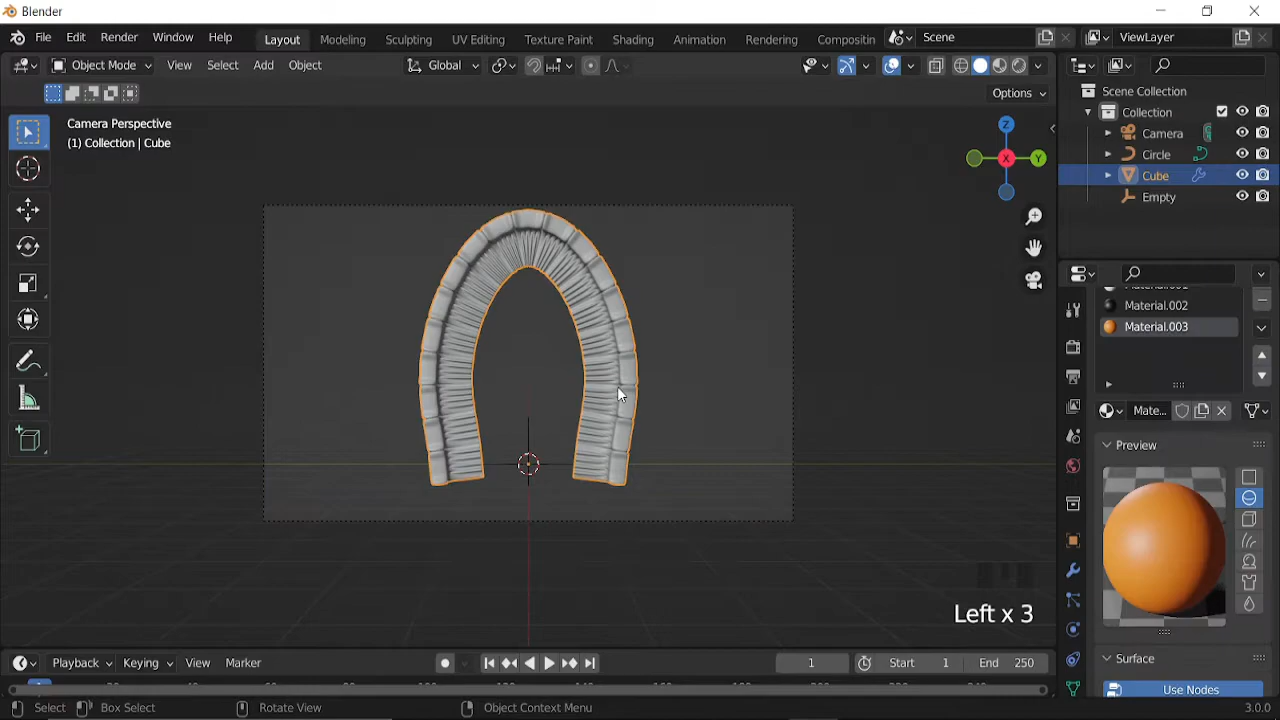 Blender
File Edit Render Window Help Layout Modeling Sculpting UV Editing Texture Paint Shading Animation Rendering Compositin Scene ViewLayer
Object Mode View Select Add Object Global
Options
Camera Perspective
(1) Collection | Cube
Z
X
Y
Left x 3
Scene Collection
Collection
Camera
Circle
Cube
Empty
Material.002
Material.003
Mate...
Preview
Surface
Use Nodes
Playback Keying View Marker 1 Start 1 End 250
Select Box Select Rotate View Object Context Menu 3.0.0